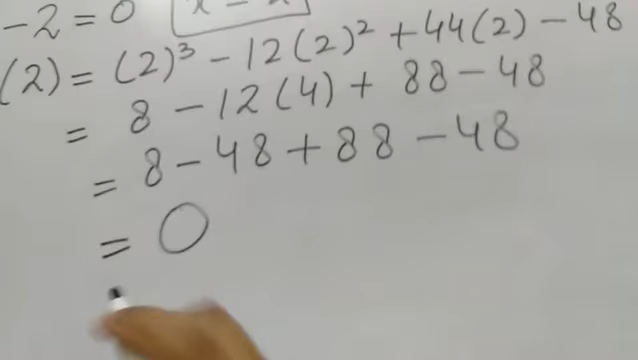 -2 = 0
(2) = (2)³ - 12(2)² + 44(2) - 48
= 8 - 12(4) + 88 - 48
= 8 - 48 + 88 - 48
= 0